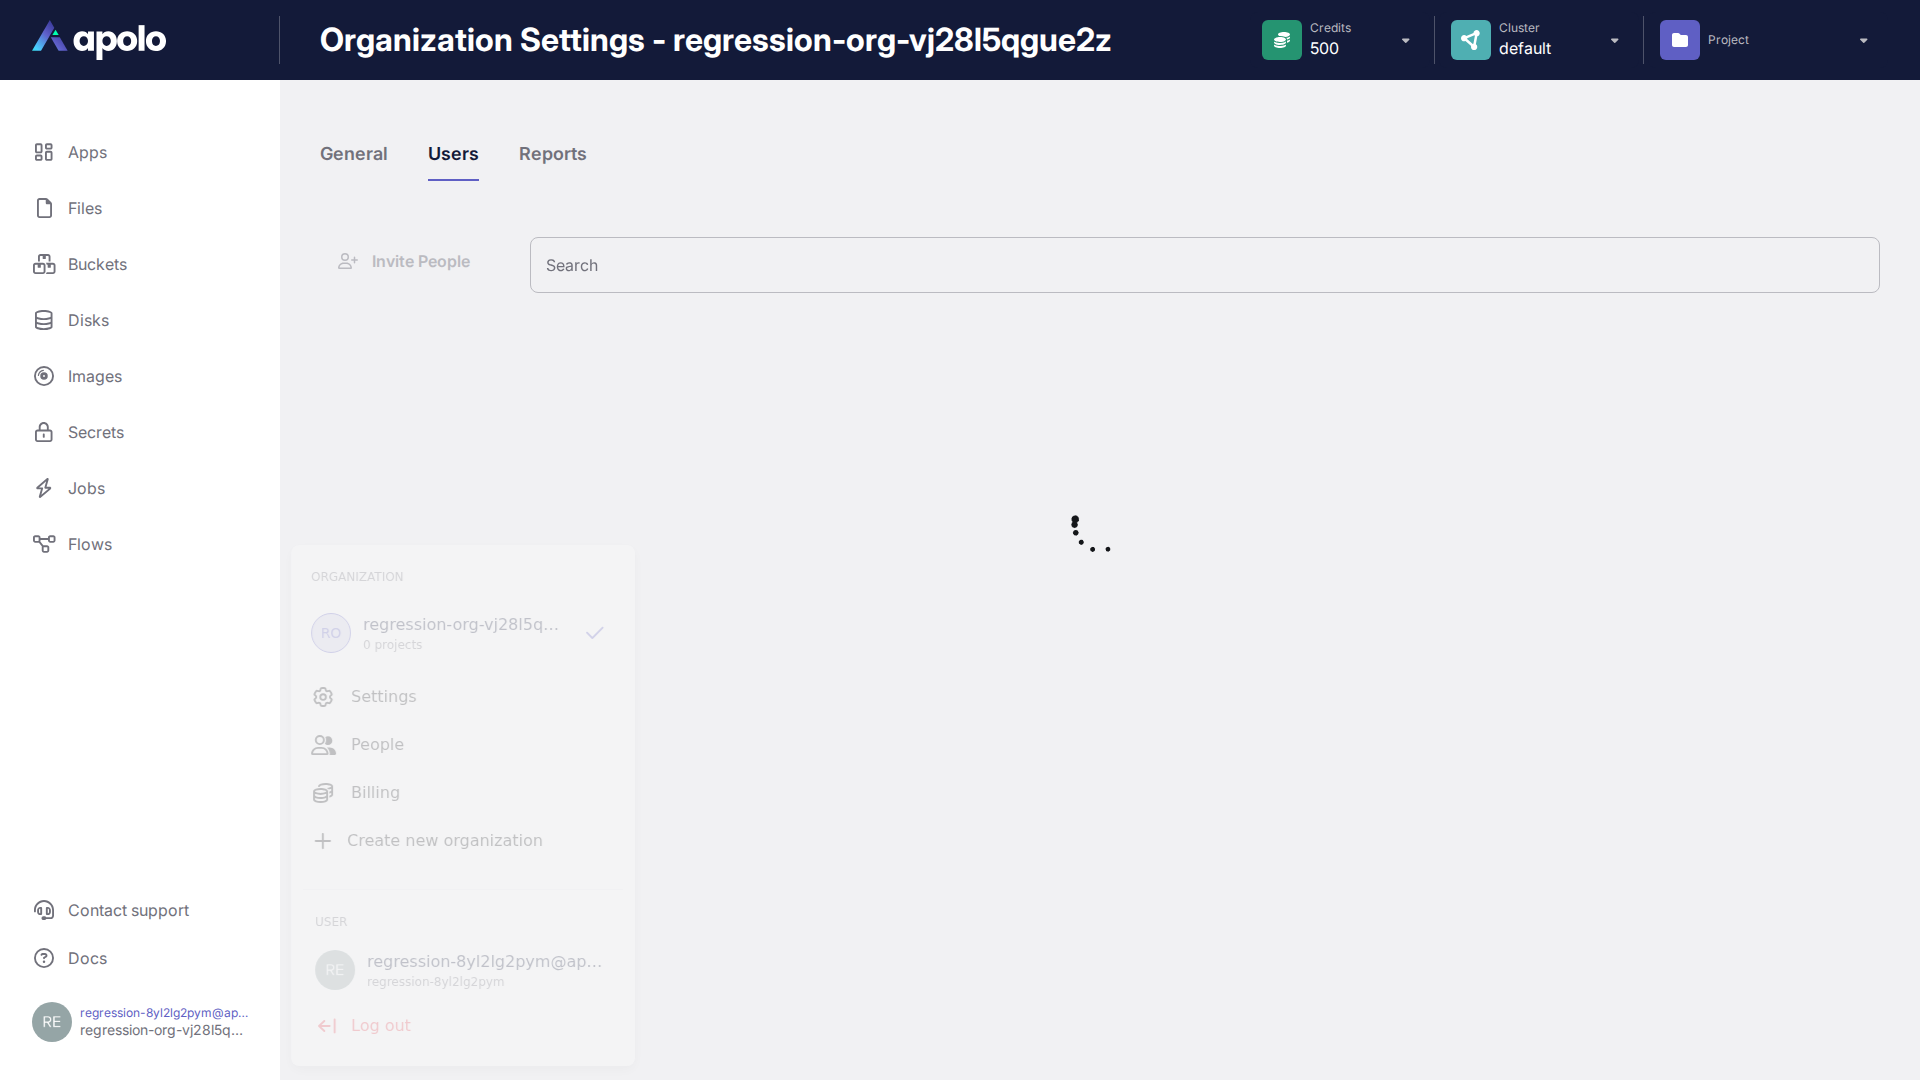 apolo
Organization Settings - regression-org-vj28l5qgue2z
Credits
500
Cluster
default
Project
Apps
Files
Buckets
Disks
Images
Secrets
Jobs
Flows
Contact support
Docs
RE
regression-8yl2lg2pym@ap...
regression-org-vj28l5q...
General
Users
Reports
Invite People
Search
ORGANIZATION
RO
regression-org-vj28l5q...
0 projects
Settings
People
Billing
Create new organization
USER
RE
regression-8yl2lg2pym@ap...
regression-8yl2lg2pym
Log out